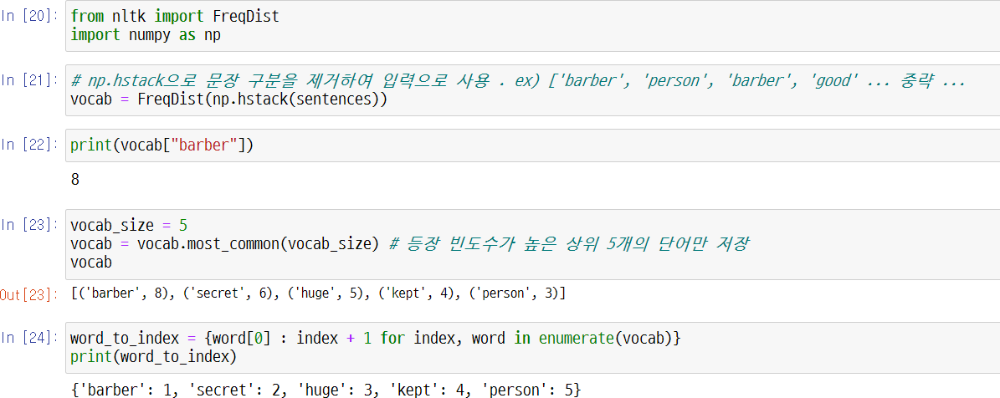 In [20]: from nltk import FreqDist
import numpy as np
In [21]: # np.hstack으로 문장 구분을 제거하여 입력으로 사용 . ex) ['barber', 'person', 'barber', 'good' ... 중략 ...
vocab = FreqDist(np.hstack(sentences))
In [22]: print(vocab["barber"])
8
In [23]: vocab_size = 5
vocab = vocab.most_common(vocab_size) # 등장 빈도수가 높은 상위 5개의 단어만 저장
vocab
Out[23]: [('barber', 8), ('secret', 6), ('huge', 5), ('kept', 4), ('person', 3)]
In [24]: word_to_index = {word[0] : index + 1 for index, word in enumerate(vocab)}
print(word_to_index)
{'barber': 1, 'secret': 2, 'huge': 3, 'kept': 4, 'person': 5}